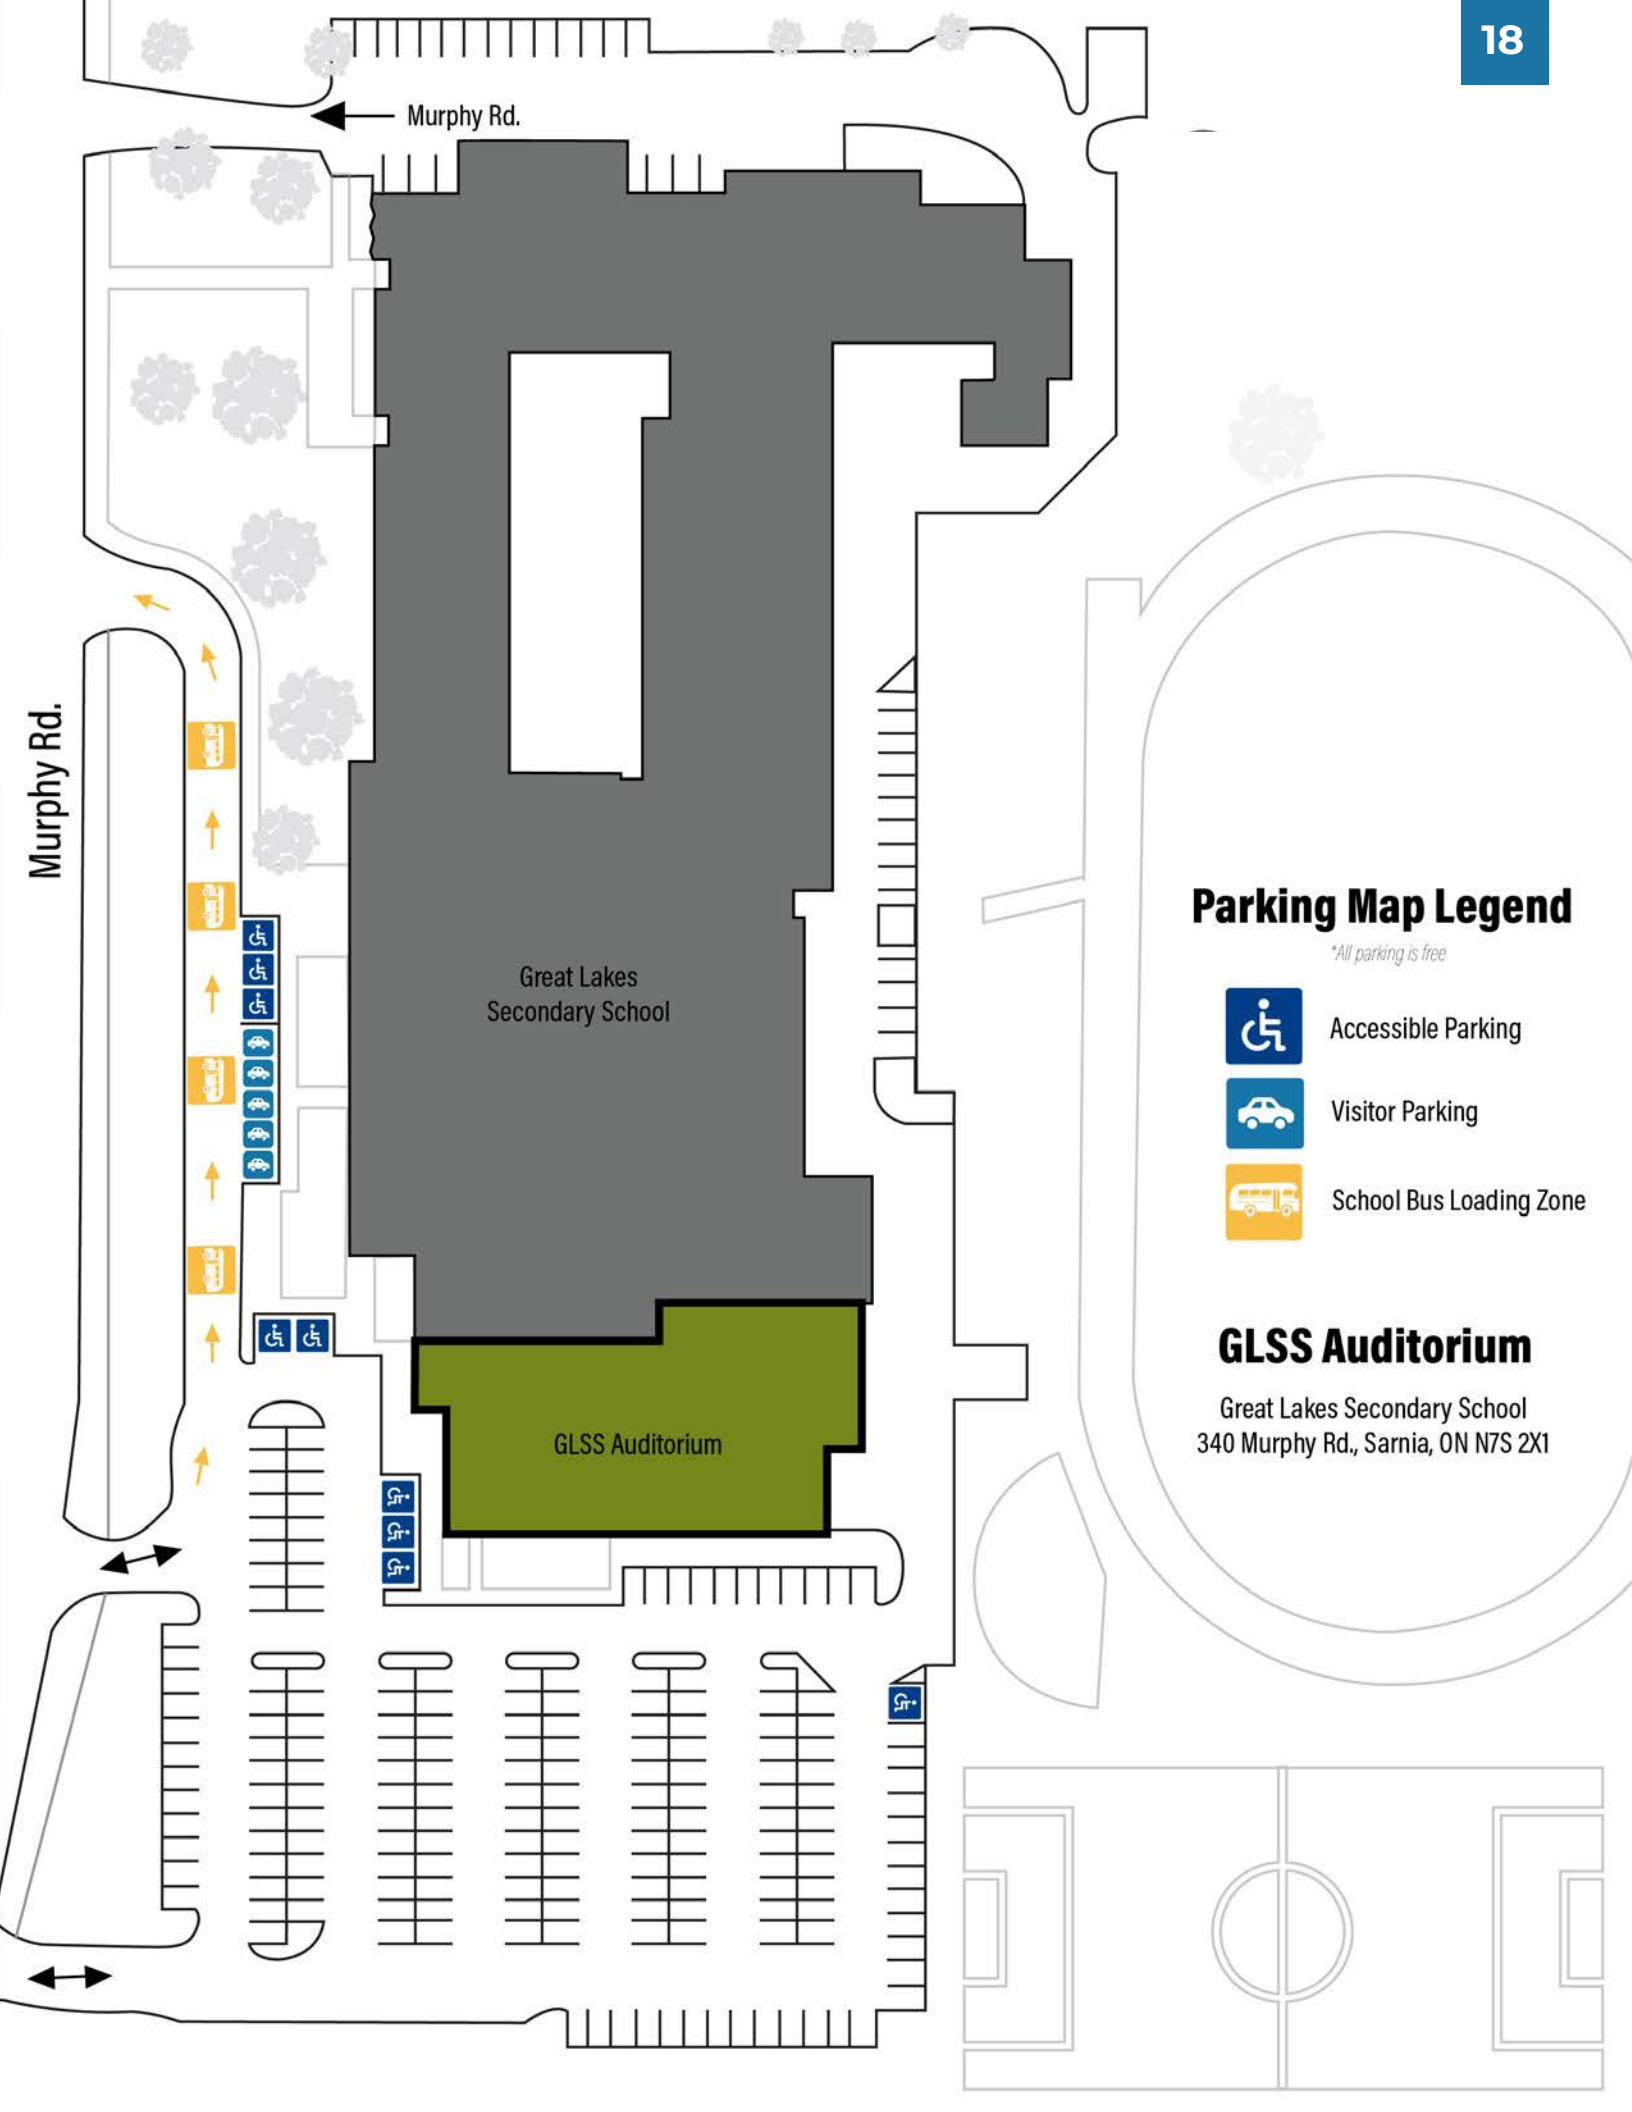 18
Murphy Rd.
Murphy Rd.
Great Lakes
Secondary School
GLSS Auditorium
Parking Map Legend
*All parking is free
Accessible Parking
Visitor Parking
School Bus Loading Zone
GLSS Auditorium
Great Lakes Secondary School
340 Murphy Rd., Sarnia, ON N7S 2X1